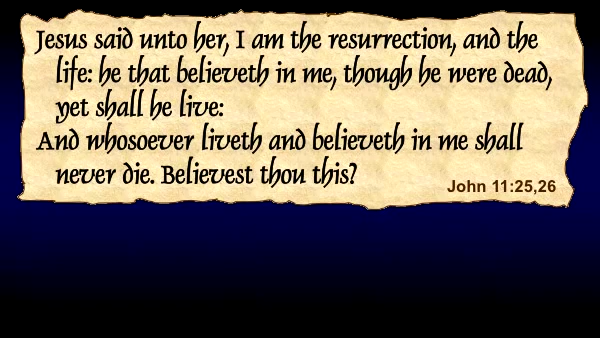 Jesus said unto her, I am the resurrection, and the
life: he that believeth in me, though he were dead,
yet shall he live:
And whosoever liveth and believeth in me shall
never die. Believest thou this?
John 11:25,26